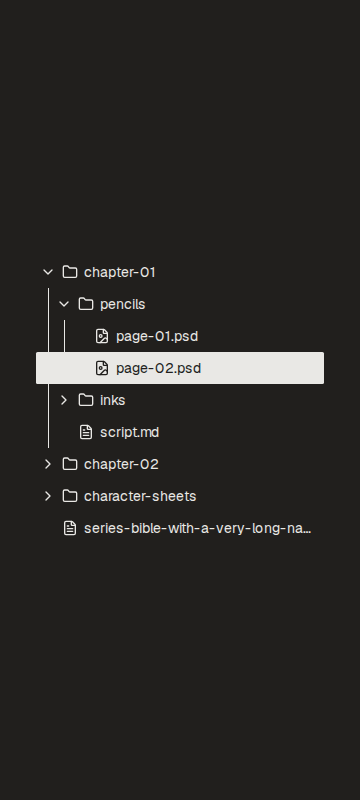 chapter-01
pencils
page-01.psd
page-02.psd
inks
script.md
chapter-02
character-sheets
series-bible-with-a-very-long-na…